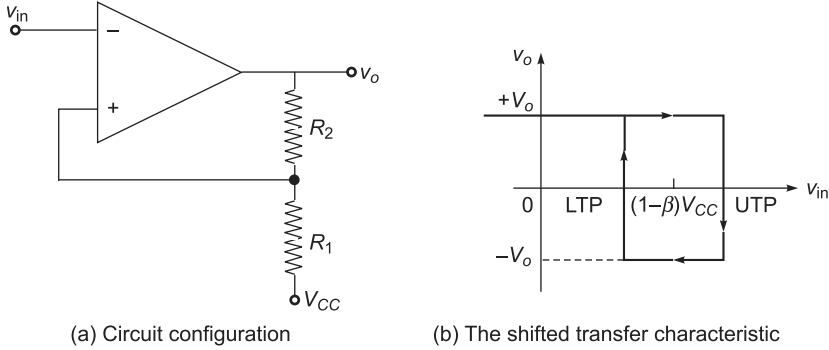 v_in
−
+
v_o
R_2
R_1
V_CC
(a) Circuit configuration
v_o
+V_o
0
LTP
(1–β)V_CC
UTP
v_in
−V_o
(b) The shifted transfer characteristic